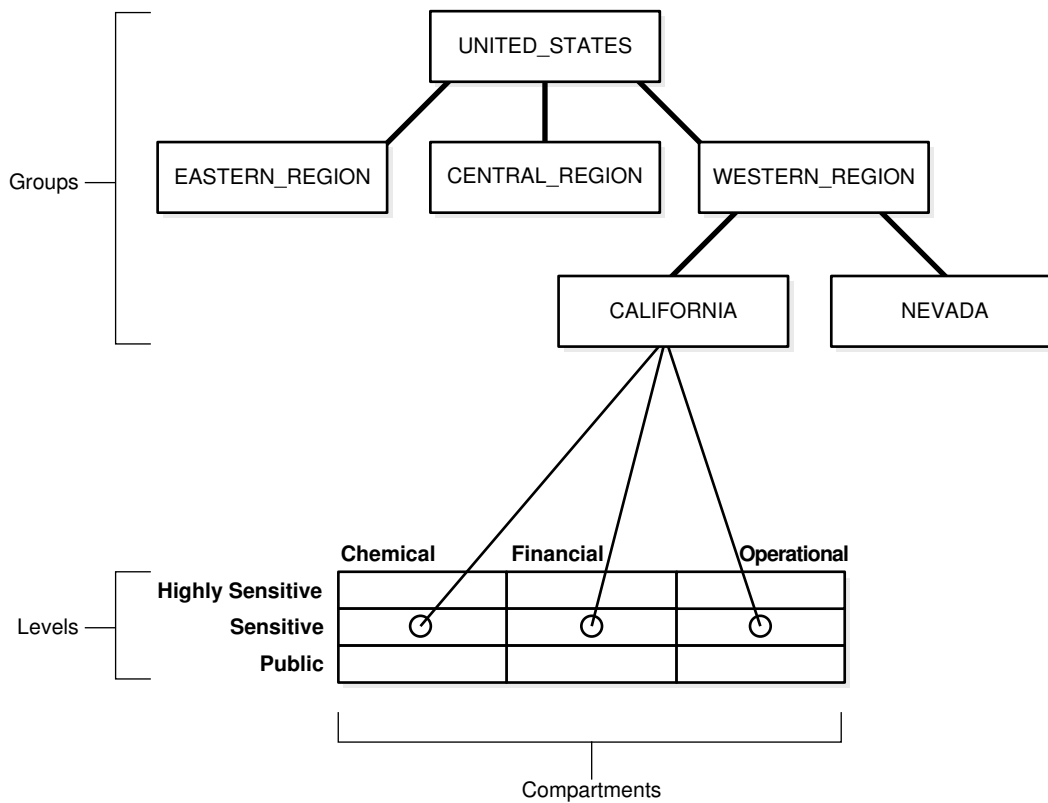 UNITED_STATES
Groups
EASTERN_REGION
CENTRAL_REGION
WESTERN_REGION
CALIFORNIA
NEVADA
Chemical
Financial
Operational
Levels
Highly Sensitive
Sensitive
Public
Compartments